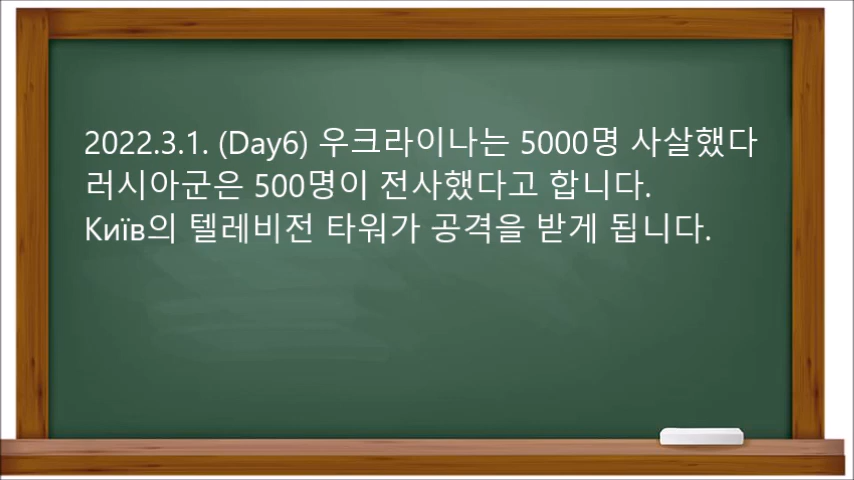 2022.3.1. (Day6) 우크라이나는 5000명 사살했다
러시아군은 500명이 전사했다고 합니다.
Київ의 텔레비전 타워가 공격을 받게 됩니다.